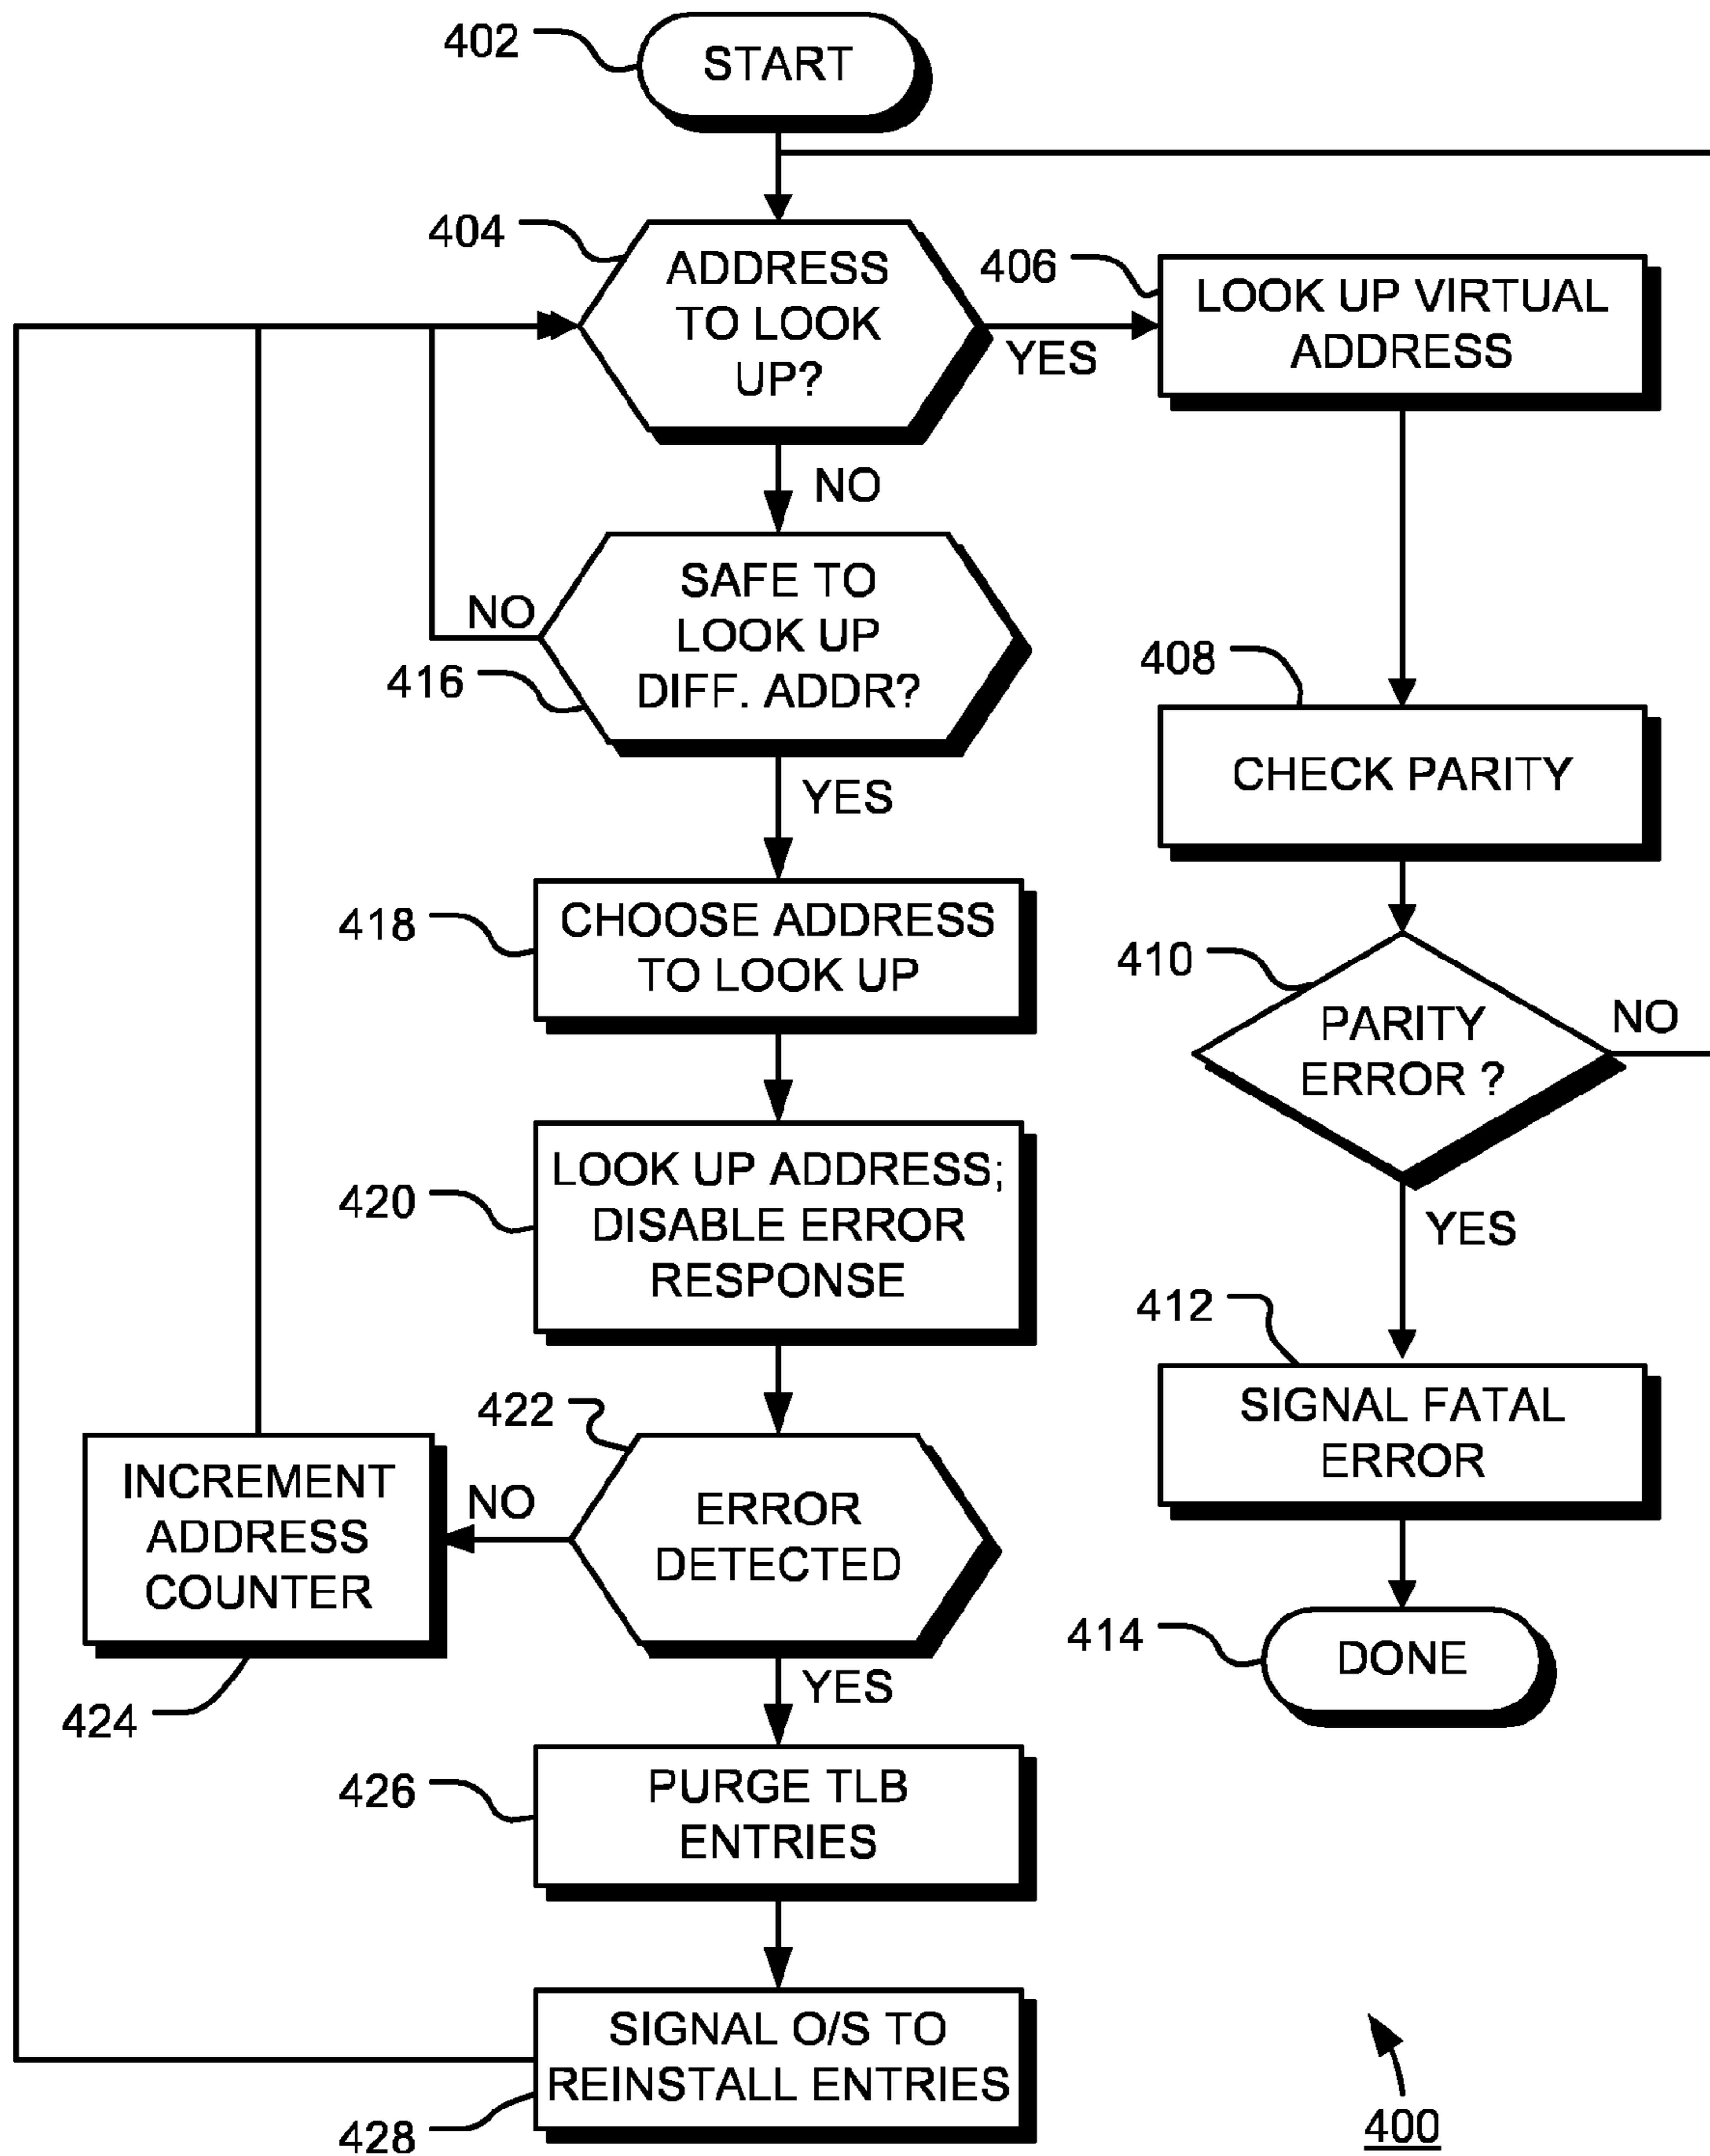 402
START
404
ADDRESS
TO LOOK
UP?
YES
406
LOOK UP VIRTUAL
ADDRESS
NO
416
SAFE TO
LOOK UP
DIFF. ADDR?
NO
YES
408
CHECK PARITY
418
CHOOSE ADDRESS
TO LOOK UP
410
PARITY
ERROR ?
NO
YES
420
LOOK UP ADDRESS;
DISABLE ERROR
RESPONSE
412
SIGNAL FATAL
ERROR
422
ERROR
DETECTED
NO
YES
INCREMENT
ADDRESS
COUNTER
424
414
DONE
426
PURGE TLB
ENTRIES
428
SIGNAL O/S TO
REINSTALL ENTRIES
400